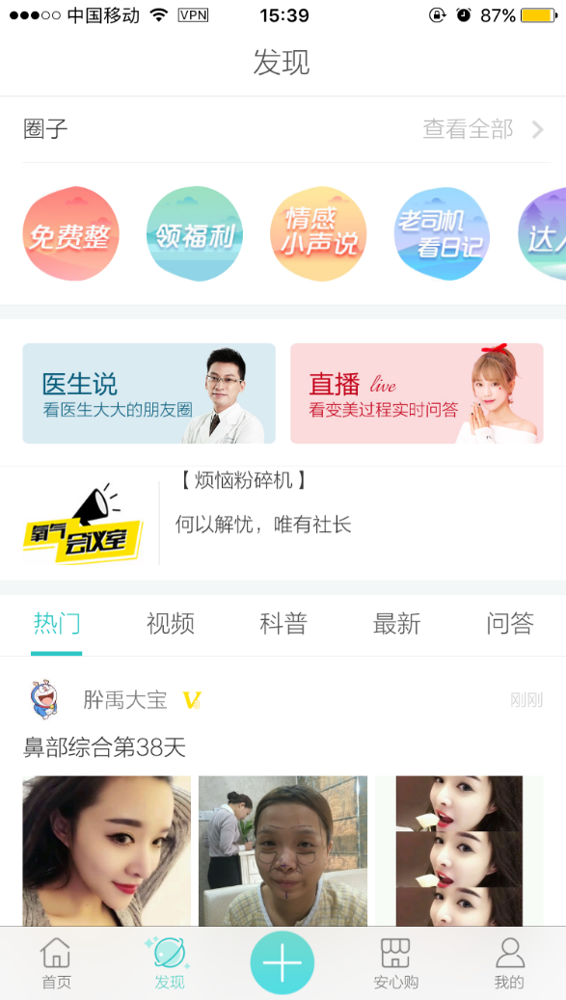 中国移动 VPN 15:39 87%
发现
圈子 查看全部
免费整
领福利
情感
小声说
老司机
看日记
达人
医生说
看医生大大的朋友圈
直播 live
看变美过程实时问答
氧气
会议室
【烦恼粉碎机】
何以解忧，唯有社长
热门 视频 科普 最新 问答
肸禹大宝 V 刚刚
鼻部综合第38天
首页 发现 安心购 我的